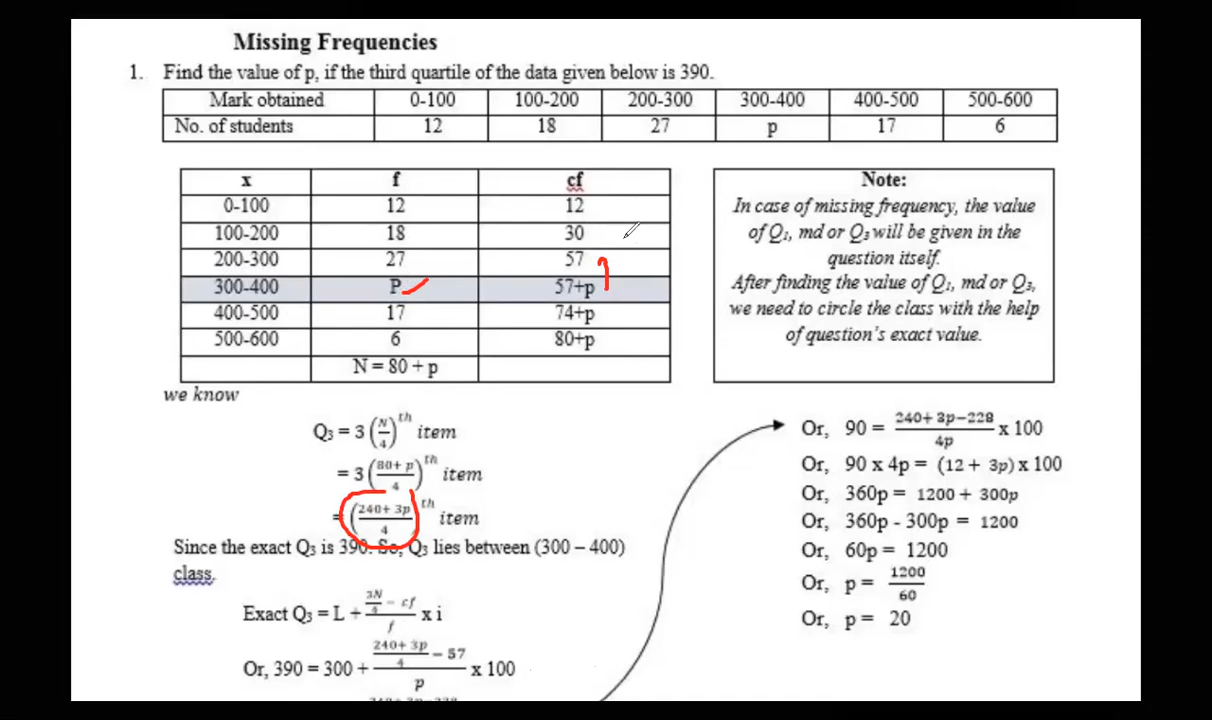 Missing Frequencies
1. Find the value of p, if the third quartile of the data given below is 390.
Mark obtained 0-100 100-200 200-300 300-400 400-500 500-600
No. of students 12 18 27 p 17 6
x f cf
0-100 12 12
100-200 18 30
200-300 27 57
300-400 P 57+p
400-500 17 74+p
500-600 6 80+p
N = 80 + p
Note:
In case of missing frequency, the value
of Q₁, md or Q₃ will be given in the
question itself.
After finding the value of Q₁, md or Q₃,
we need to circle the class with the help
of question's exact value.
we know
Q₃ = 3 (N/4)^th item
= 3 (80+ p/4)^th item
= (240+ 3p/4)^th item
Since the exact Q₃ is 390. So, Q₃ lies between (300 – 400)
class.
Exact Q₃ = L + (3N/4 − cf)/f x i
Or, 390 = 300 + (240+ 3p/4 − 57)/p x 100
Or, 90 = 240+ 3p−228/4p x 100
Or, 90 x 4p = (12 + 3p) x 100
Or, 360p = 1200 + 300p
Or, 360p - 300p = 1200
Or, 60p = 1200
Or, p = 1200/60
Or, p = 20